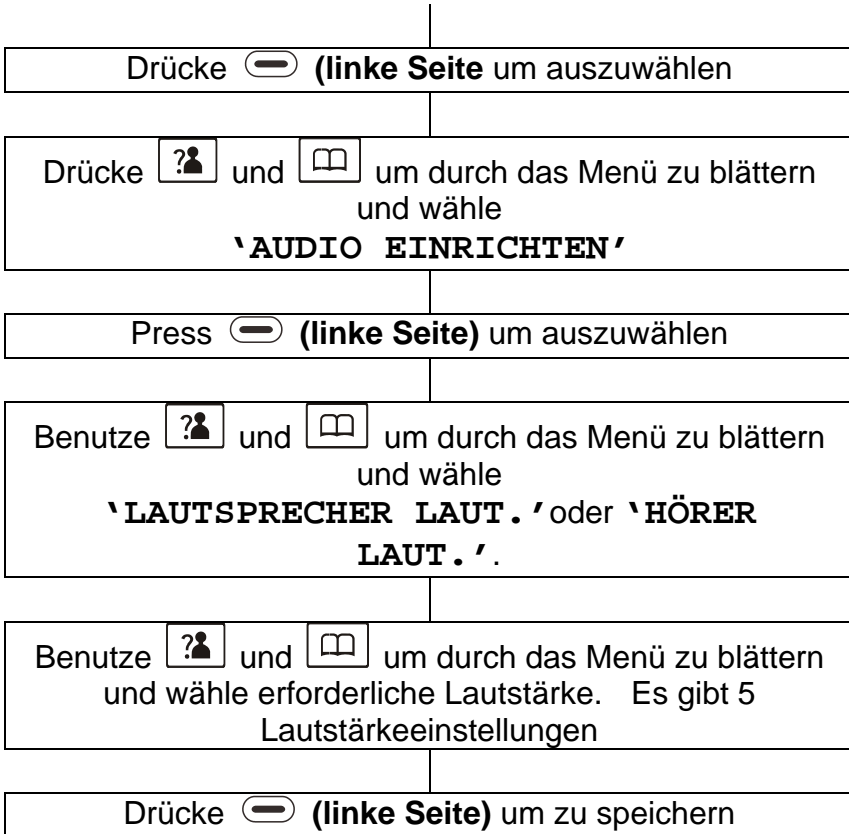 Drücke (linke Seite um auszuwählen
Drücke ? und um durch das Menü zu blättern
und wähle
‘AUDIO EINRICHTEN’
Press (linke Seite) um auszuwählen
Benutze ? und um durch das Menü zu blättern
und wähle
‘LAUTSPRECHER LAUT.’oder ‘HÖRER
LAUT.’.
Benutze ? und um durch das Menü zu blättern
und wähle erforderliche Lautstärke. Es gibt 5
Lautstärkeeinstellungen
Drücke (linke Seite) um zu speichern